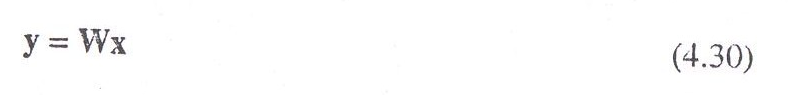 y = Wx
(4.30)